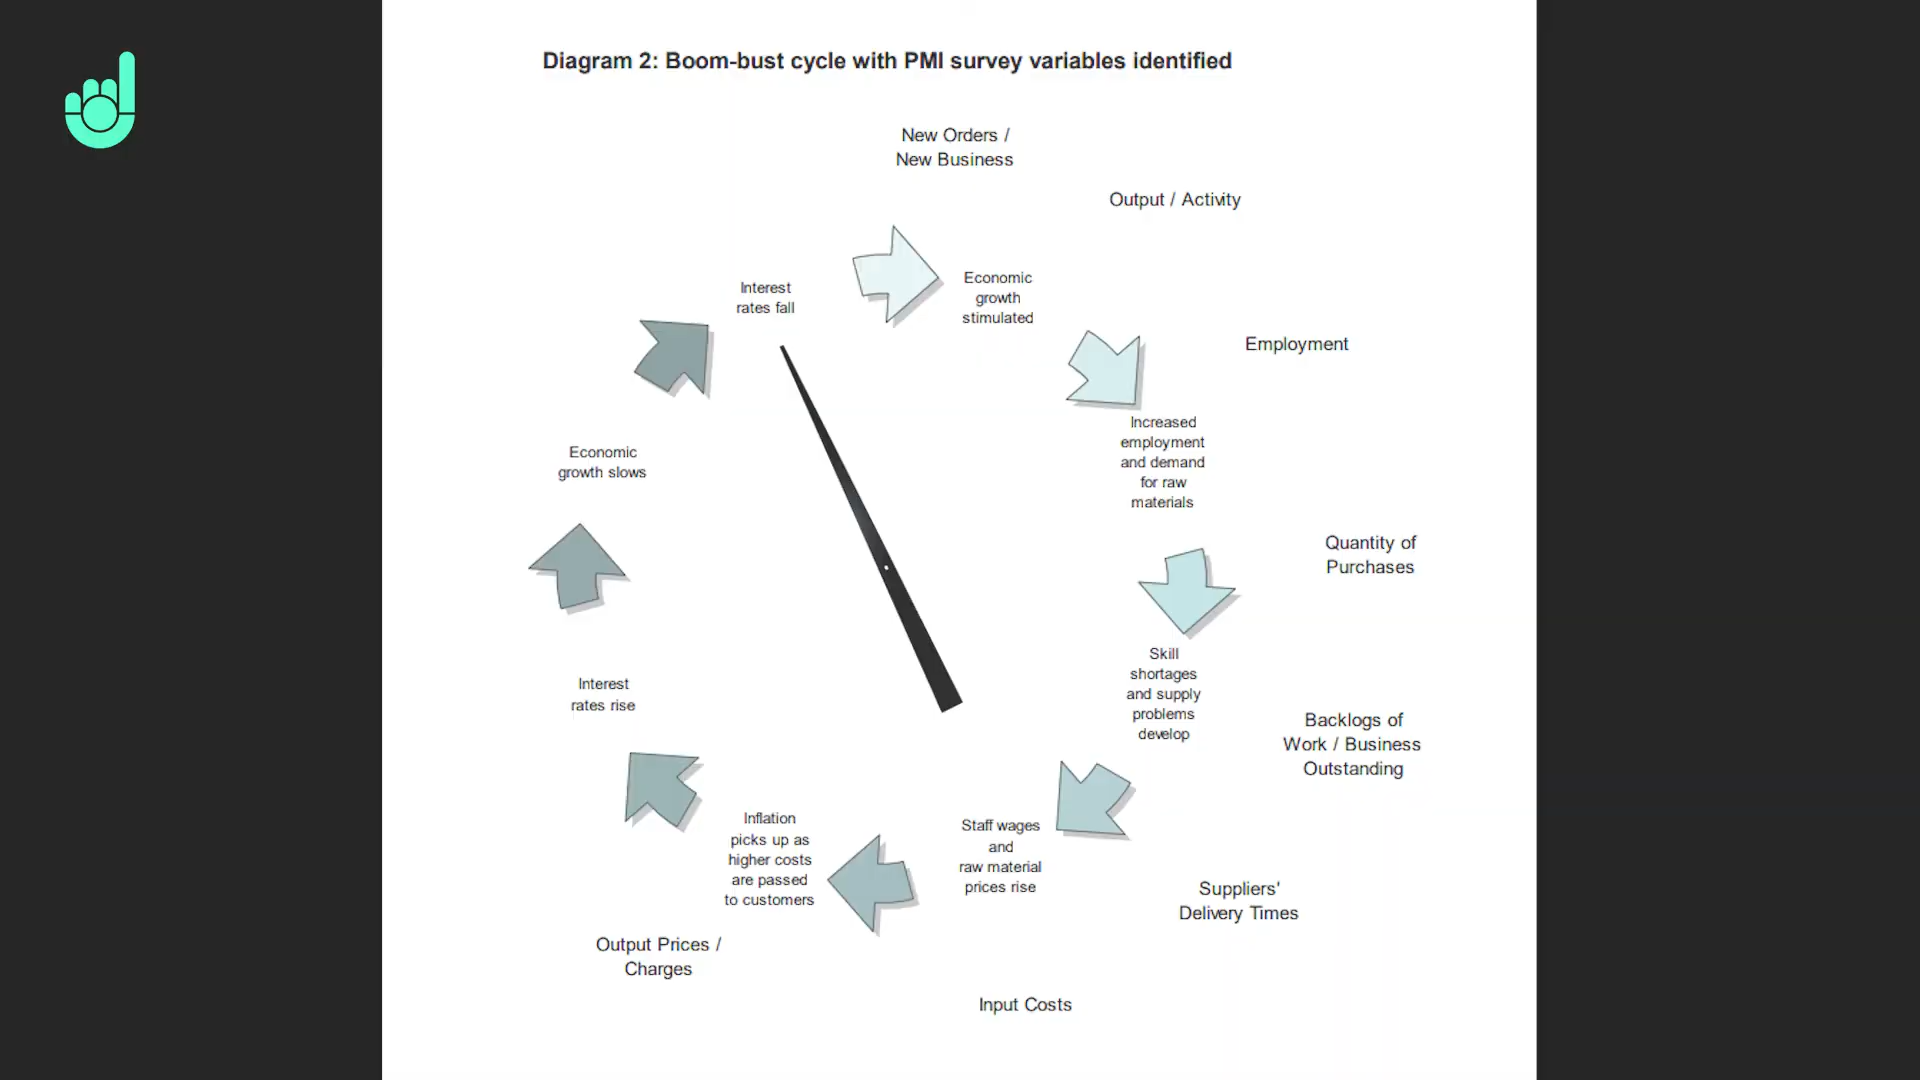 Diagram 2: Boom-bust cycle with PMI survey variables identified
New Orders /
New Business
Output / Activity
Interest
rates fall
Economic
growth
stimulated
Employment
Increased
employment
and demand
for raw
materials
Economic
growth slows
Quantity of
Purchases
Skill
shortages
and supply
problems
develop
Interest
rates rise
Backlogs of
Work / Business
Outstanding
Inflation
picks up as
higher costs
are passed
to customers
Staff wages
and
raw material
prices rise
Suppliers'
Delivery Times
Output Prices /
Charges
Input Costs